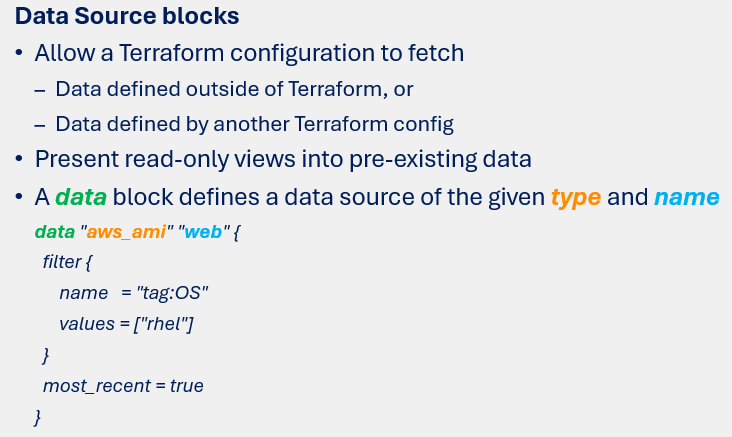 Data Source blocks
• Allow a Terraform configuration to fetch
– Data defined outside of Terraform, or
– Data defined by another Terraform config
• Present read-only views into pre-existing data
• A data block defines a data source of the given type and name
data "aws_ami" "web" {
filter {
name = "tag:OS"
values = ["rhel"]
}
most_recent = true
}